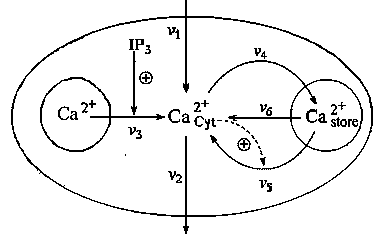 v₁
IP₃
v₄
⊕
Ca²⁺
v₃
Ca²⁺Cyt
v₆
Ca²⁺store
⊕
v₂
v₅